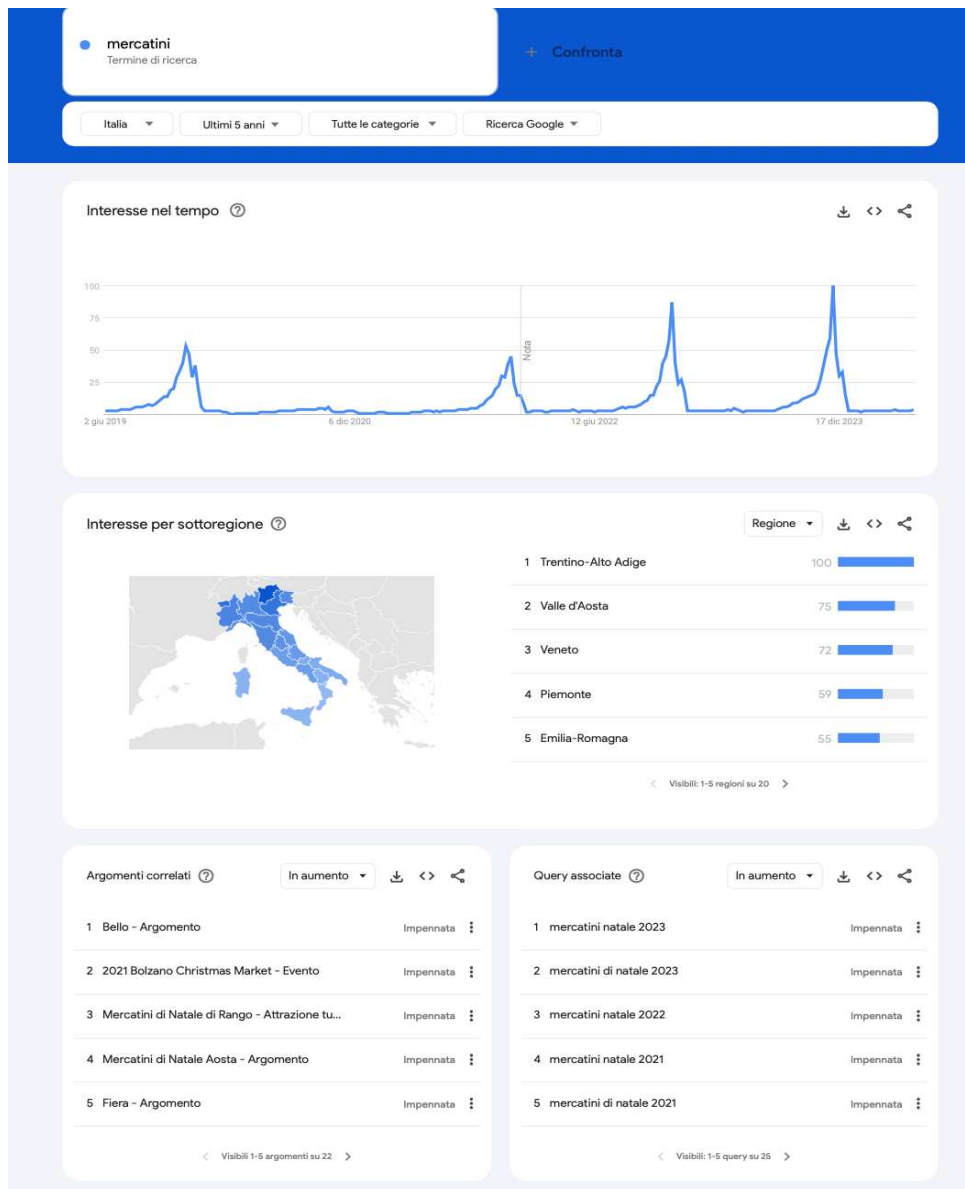 mercatini
Termine di ricerca
+ Confronta
Italia
Ultimi 5 anni
Tutte le categorie
Ricerca Google
Interesse nel tempo
100
75
50
25
Nota
2 giu 2019
6 dic 2020
12 giu 2022
17 dic 2023
Interesse per sottoregione
Regione
1 Trentino-Alto Adige 100
2 Valle d'Aosta 75
3 Veneto 72
4 Piemonte 59
5 Emilia-Romagna 55
Visibili: 1-5 regioni su 20
Argomenti correlati
In aumento
1 Bello - Argomento Impennata
2 2021 Bolzano Christmas Market - Evento Impennata
3 Mercatini di Natale di Rango - Attrazione tu... Impennata
4 Mercatini di Natale Aosta - Argomento Impennata
5 Fiera - Argomento Impennata
Visibili 1-5 argomenti su 22
Query associate
In aumento
1 mercatini natale 2023 Impennata
2 mercatini di natale 2023 Impennata
3 mercatini natale 2022 Impennata
4 mercatini natale 2021 Impennata
5 mercatini di natale 2021 Impennata
Visibili: 1-5 query su 25